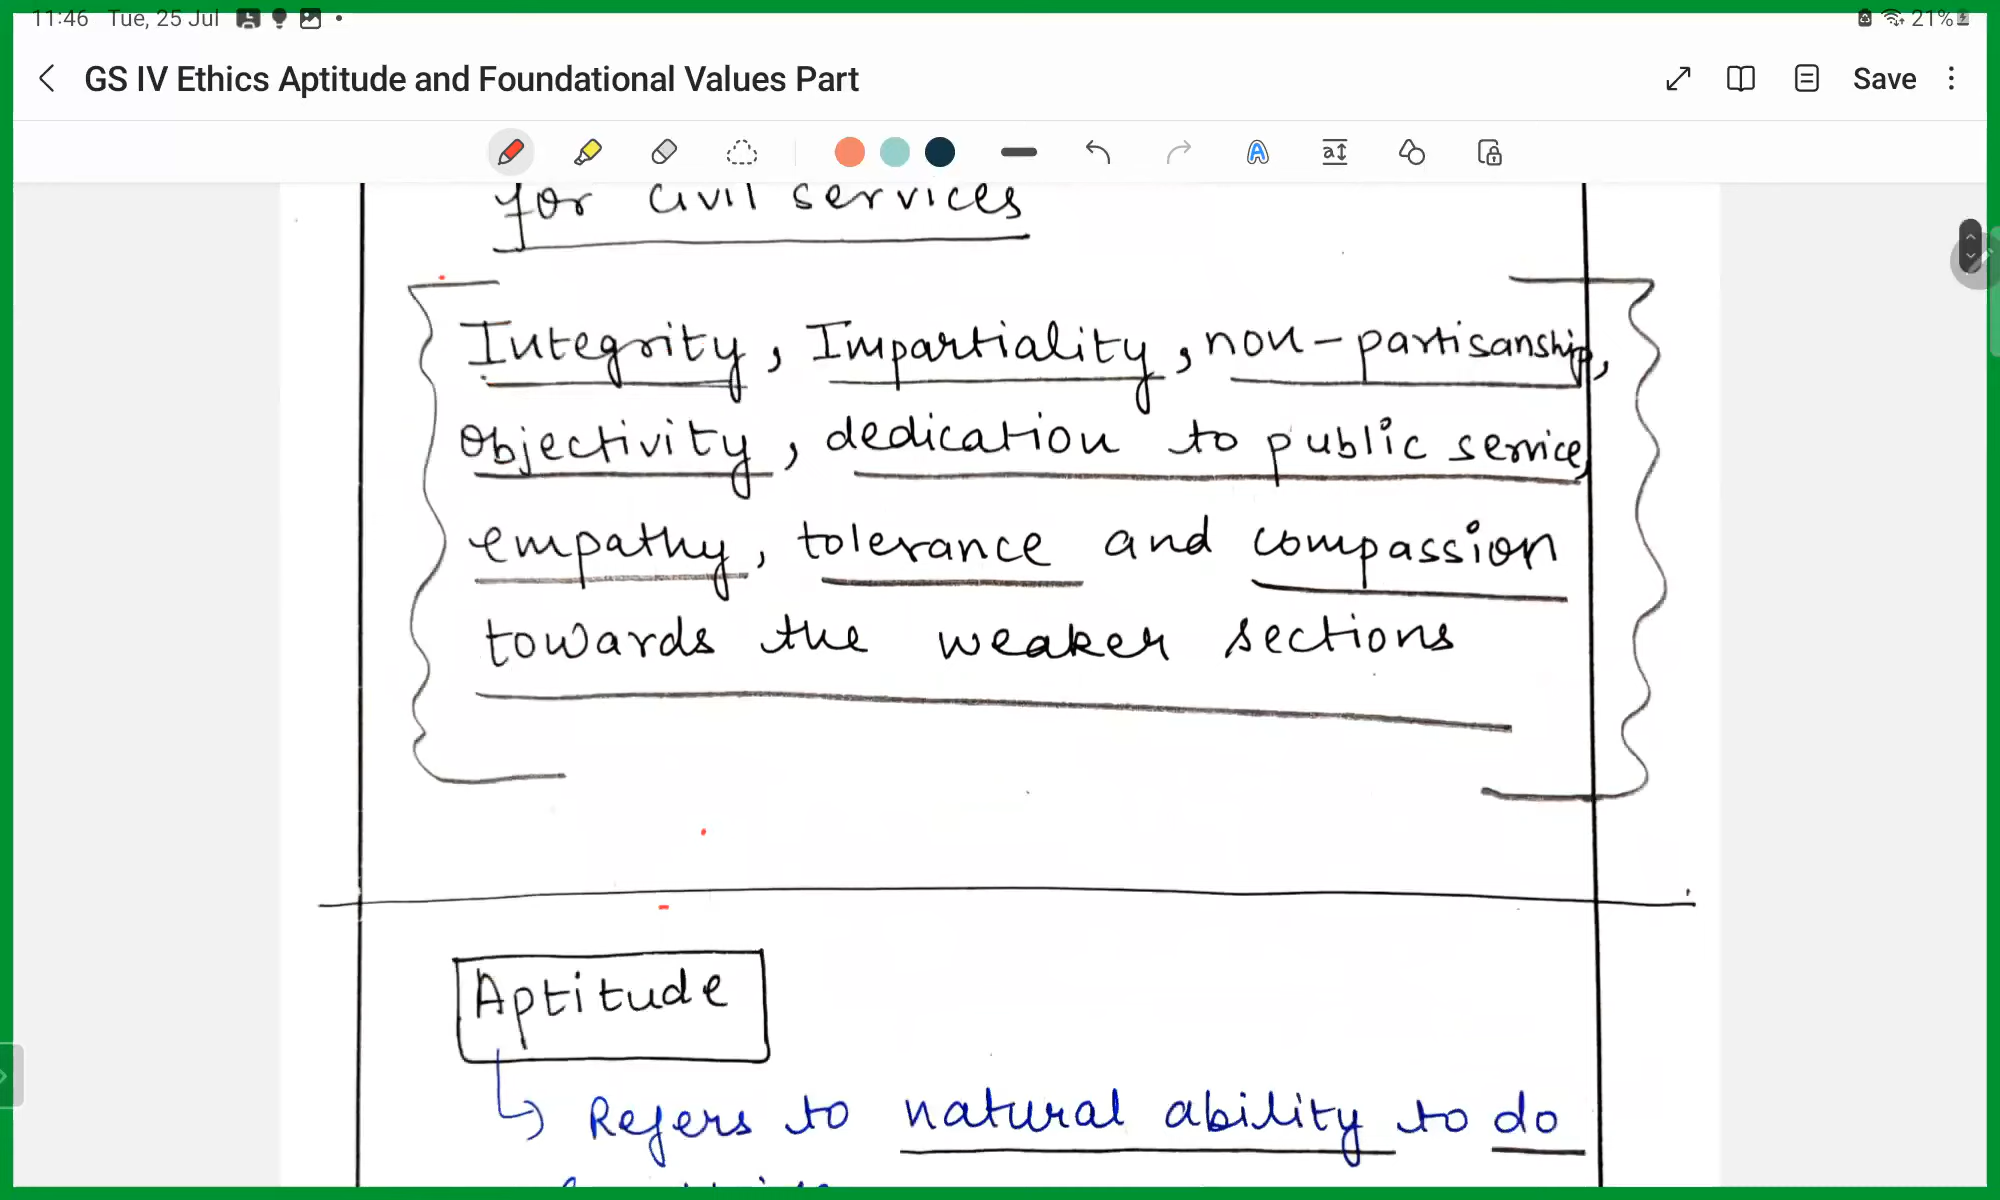 11:46 Tue, 25 Jul
21%
GS IV Ethics Aptitude and Foundational Values Part
Save
for civil services
Integrity, Impartiality, non-partisanship,
objectivity, dedication to public service,
empathy, tolerance and compassion
towards the weaker sections
Aptitude
Refers to natural ability to do